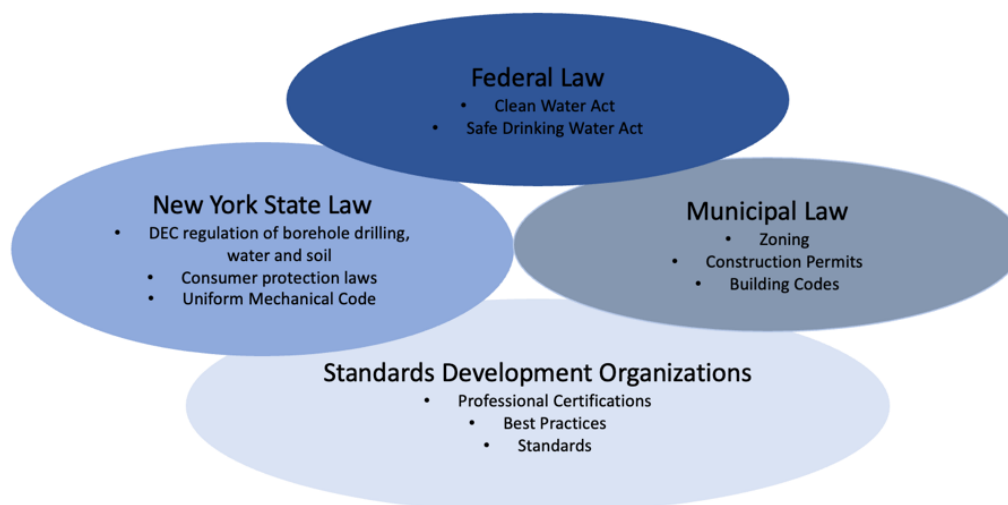 Federal Law
• Clean Water Act
• Safe Drinking Water Act
New York State Law
• DEC regulation of borehole drilling,
water and soil
• Consumer protection laws
• Uniform Mechanical Code
Municipal Law
• Zoning
• Construction Permits
• Building Codes
Standards Development Organizations
• Professional Certifications
• Best Practices
• Standards